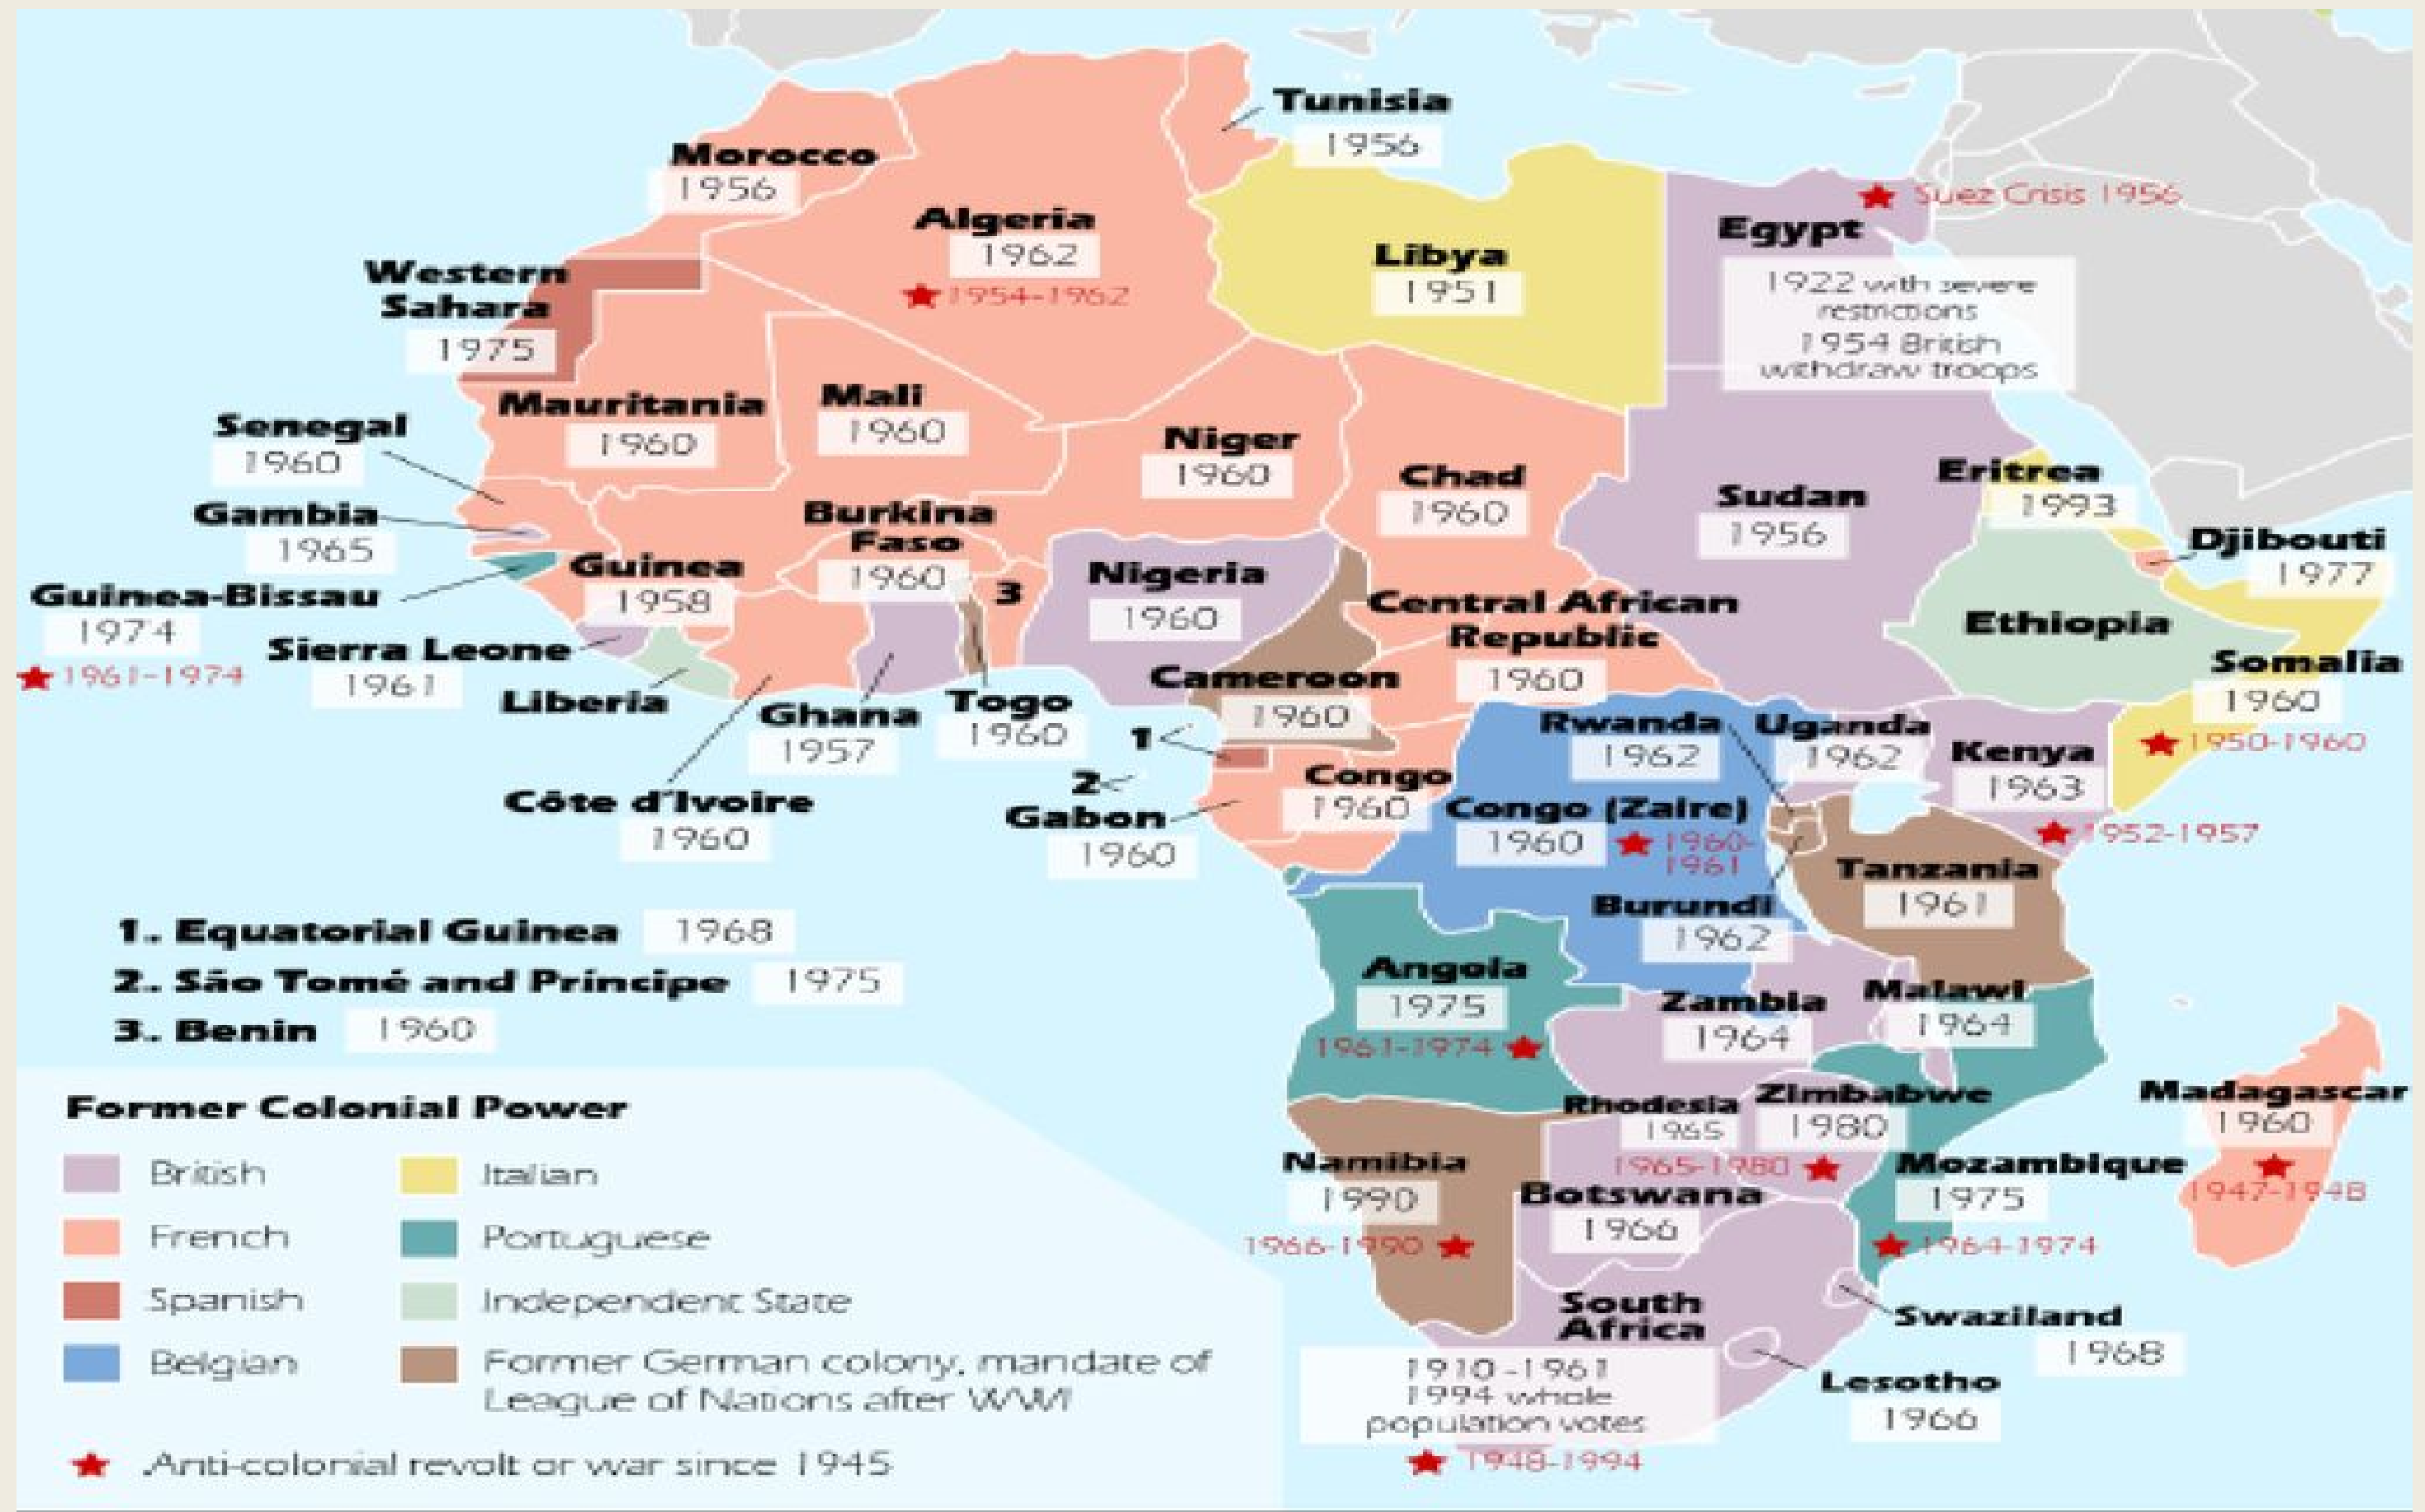 Tunisia
1956
Morocco
1956
Suez Crisis 1956
Algeria
1962
1954-1962
Egypt
1922 with severe
restrictions
1954 British
withdraw troops
Libya
1951
Western
Sahara
1975
Mauritania
1960
Mali
1960
Senegal
1960
Niger
1960
Chad
1960
Sudan
1956
Eritrea
1993
Gambia
1965
Burkina
Faso
1960
Djibouti
1977
Guinea
1958
3
Nigeria
1960
Guinea-Bissau
1974
1961-1974
Central African
Republic
1960
Ethiopia
Sierra Leone
1961
Somalia
1960
1950-1960
Liberia
Ghana
1957
Togo
1960
Cameroon
1960
1
2
Rwanda
1962
Uganda
1962
Kenya
1963
1952-1957
Côte d'Ivoire
1960
Gabon
1960
Congo
1960
Congo (Zaire)
1960
1960-
1961
Tanzania
1961
Burundi
1962
1. Equatorial Guinea 1968
2. São Tomé and Príncipe 1975
3. Benin 1960
Angola
1975
1961-1974
Zambia
1964
Malawi
1964
Rhodesia
1965
Zimbabwe
1980
1965-1980
Madagascar
1960
1947-1948
Namibia
1990
1966-1990
Botswana
1966
Mozambique
1975
1964-1974
South
Africa
1910-1961
1994 whole
population votes
1948-1994
Swaziland
1968
Lesotho
1966
Former Colonial Power
British
French
Spanish
Belgian
Italian
Portuguese
Independent State
Former German colony, mandate of
League of Nations after WWI
Anti-colonial revolt or war since 1945